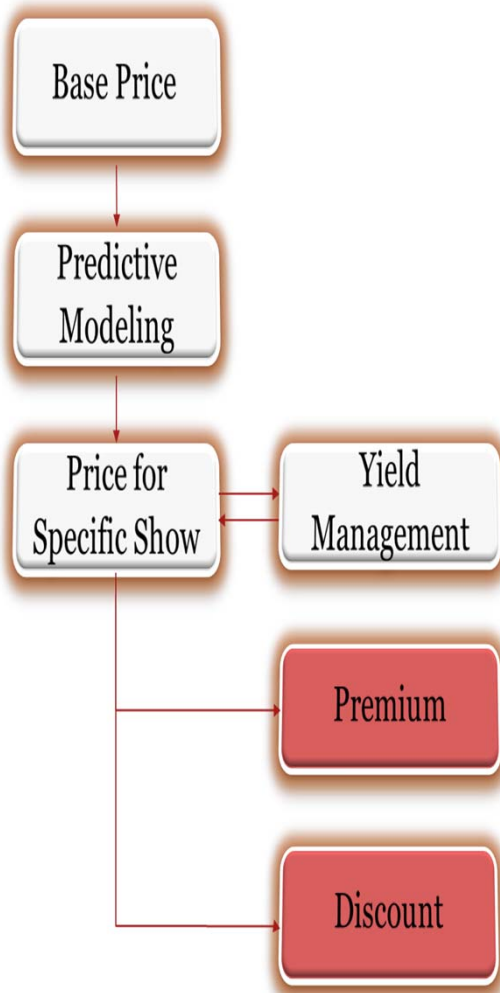 Base Price
Predictive
Modeling
Price for
Specific Show
Yield
Management
Premium
Discount